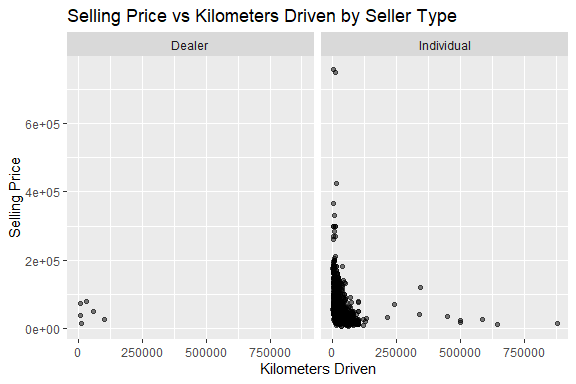 Selling Price vs Kilometers Driven by Seller Type
Dealer Individual
6e+05
4e+05
2e+05
0e+00
Selling Price
0 250000 500000 750000 0 250000 500000 750000
Kilometers Driven